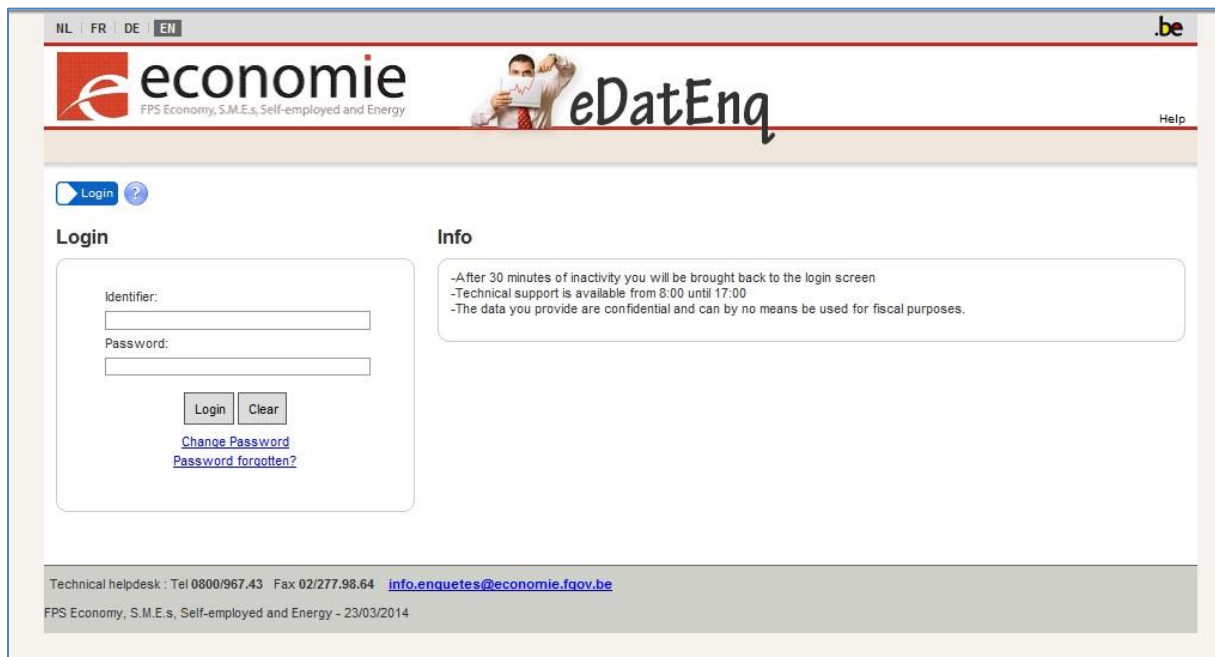 NL FR DE EN
.be
economie
FPS Economy, S.M.E.s, Self-employed and Energy
eDatEnq
Help
Login ?
Login
Identifier:
Password:
Login Clear
Change Password
Password forgotten?
Info
-After 30 minutes of inactivity you will be brought back to the login screen
-Technical support is available from 8:00 until 17:00
-The data you provide are confidential and can by no means be used for fiscal purposes.
Technical helpdesk : Tel 0800/967.43 Fax 02/277.98.64 info.enquetes@economie.fgov.be
FPS Economy, S.M.E.s, Self-employed and Energy - 23/03/2014